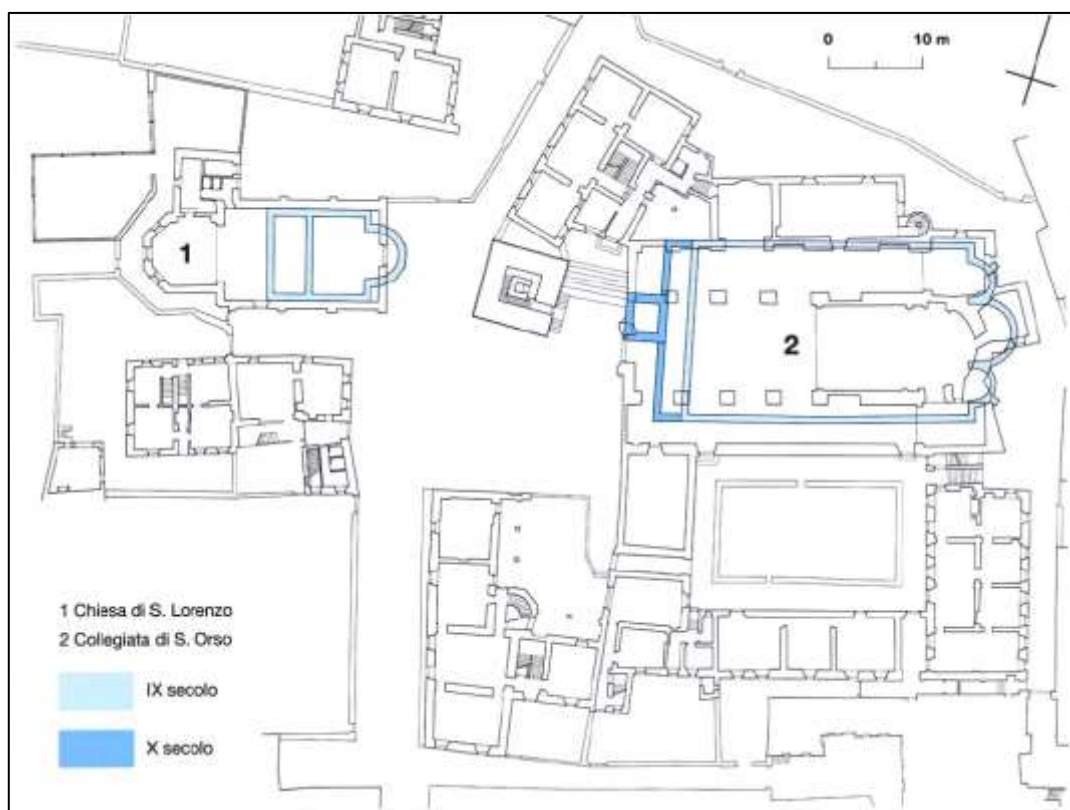 0 10 m
1
2
1 Chiesa di S. Lorenzo
2 Collegiata di S. Orso
IX secolo
X secolo